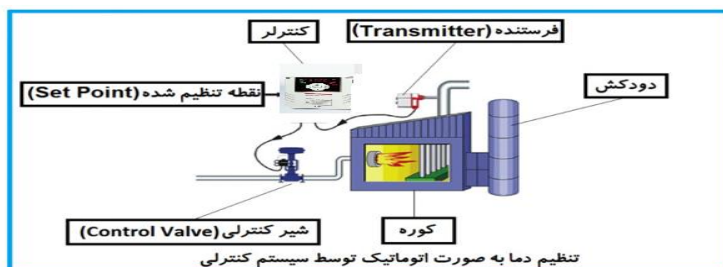 فرستنده (Transmitter)
کنترلر
نقطه تنظیم شده (Set Point)
دودکش
شیر کنترلی (Control Valve)
کوره
تنظیم دما به صورت اتوماتیک توسط سیستم کنترلی